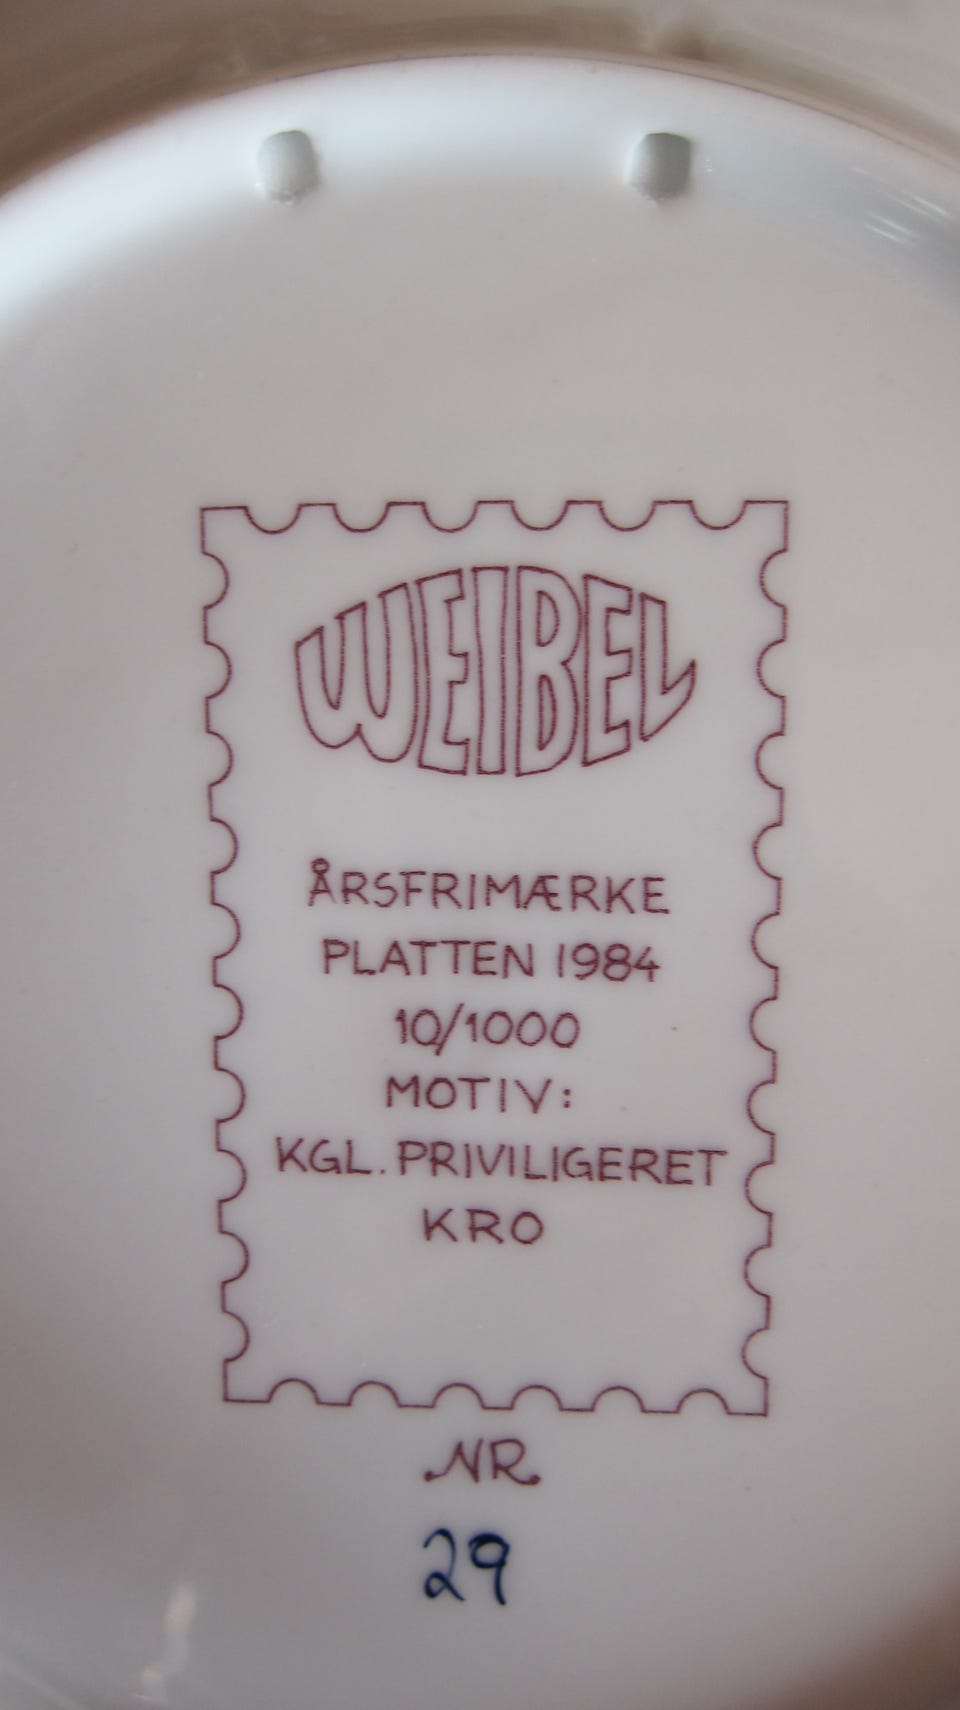 WEIBEL
ÅRSFRIMÆRKE
PLATTEN 1984
10/1000
MOTIV:
KGL. PRIVILIGERET
KRO
NR.
29